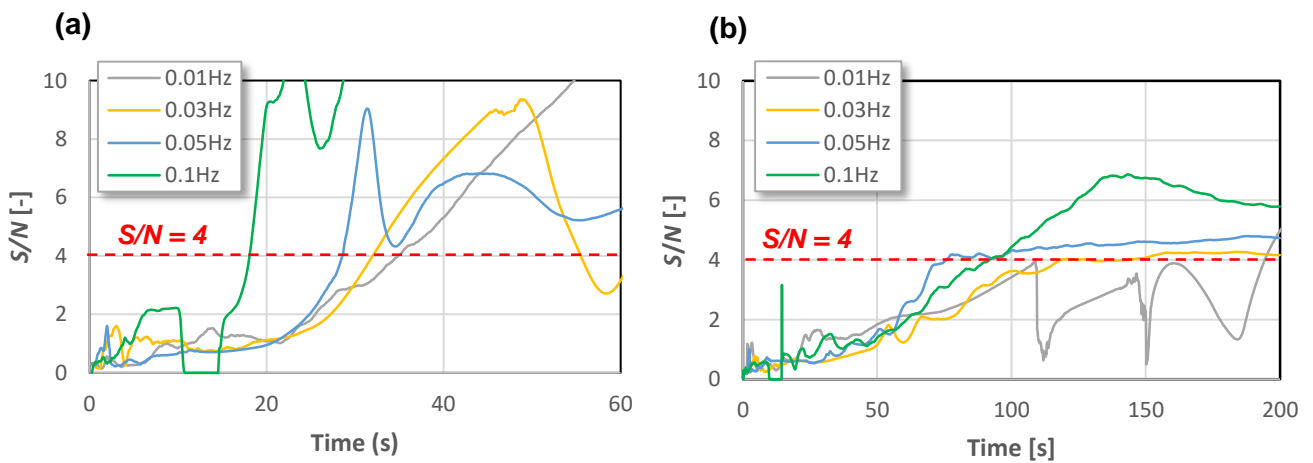 (a)
0.01Hz
0.03Hz
0.05Hz
0.1Hz
10
8
6
4
2
0
S/N [-]
S/N = 4
0
20
40
60
Time (s)
(b)
0.01Hz
0.03Hz
0.05Hz
0.1Hz
10
8
6
4
2
0
S/N [-]
S/N = 4
0
50
100
150
200
Time [s]